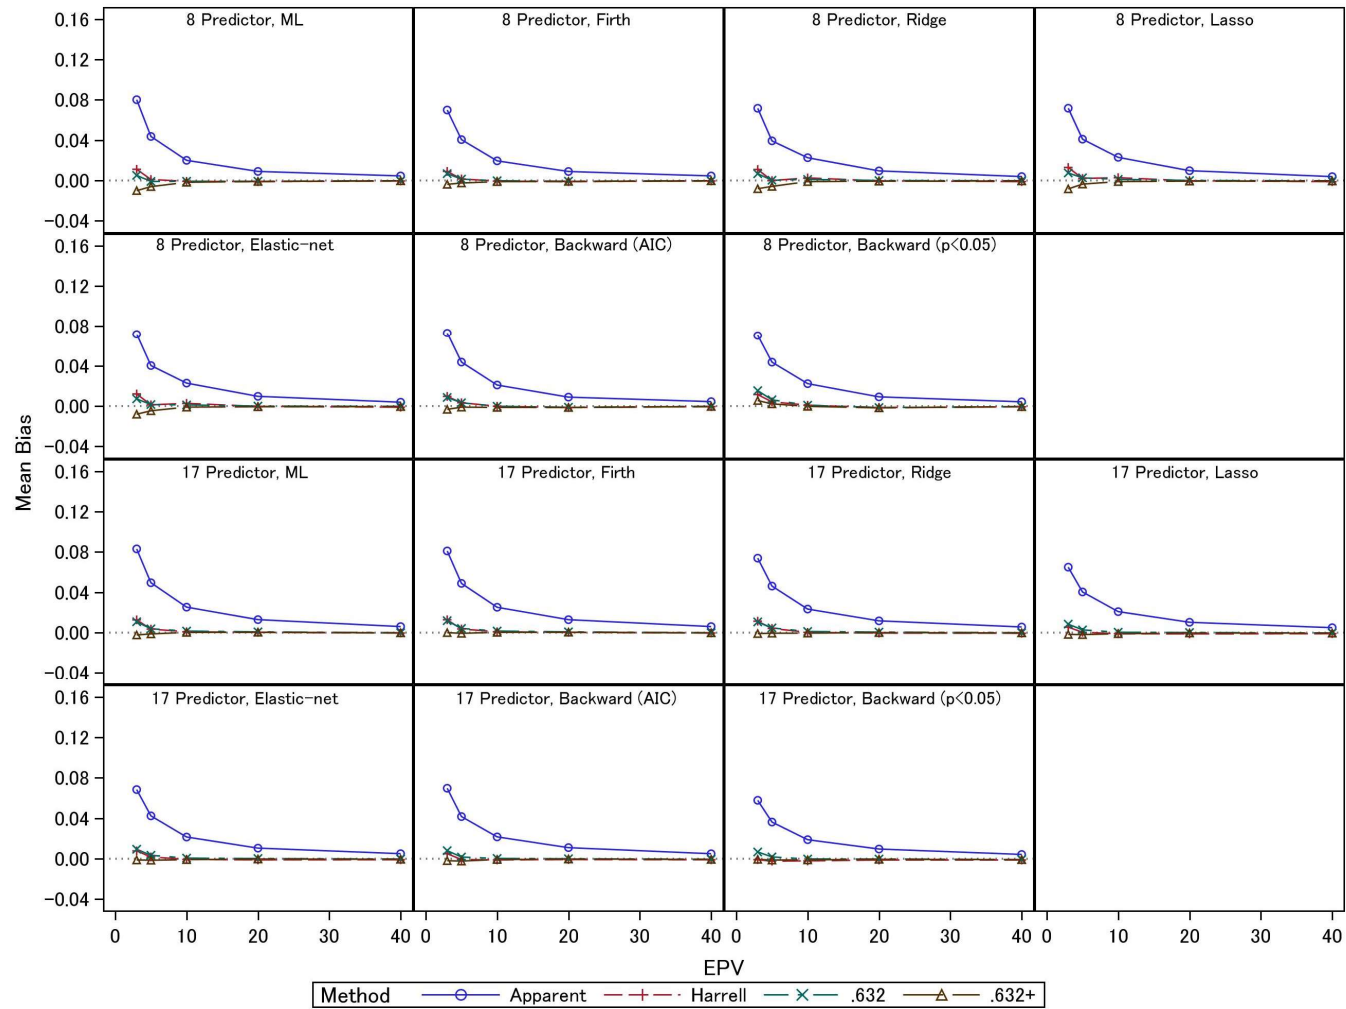 8 Predictor, ML
8 Predictor, Firth
8 Predictor, Ridge
8 Predictor, Lasso
0.16
0.12
0.08
0.04
0.00
−0.04
8 Predictor, Elastic−net
8 Predictor, Backward (AIC)
8 Predictor, Backward (p<0.05)
0.16
0.12
0.08
0.04
0.00
−0.04
Mean Bias
17 Predictor, ML
17 Predictor, Firth
17 Predictor, Ridge
17 Predictor, Lasso
0.16
0.12
0.08
0.04
0.00
−0.04
17 Predictor, Elastic−net
17 Predictor, Backward (AIC)
17 Predictor, Backward (p<0.05)
0.16
0.12
0.08
0.04
0.00
−0.04
0 10 20 30 40 0 10 20 30 40 0 10 20 30 40 0 10 20 30 40
EPV
Method Apparent Harrell .632 .632+